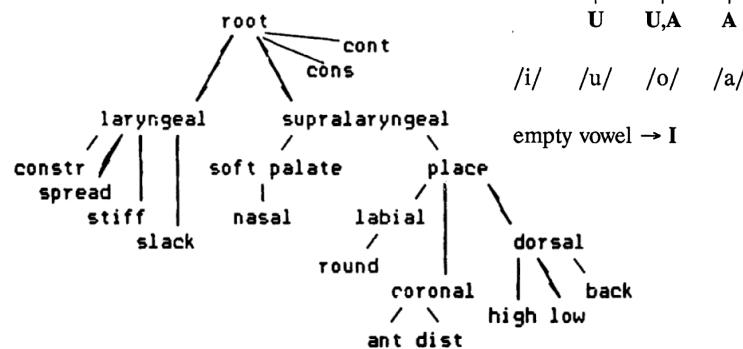 root
cont
cons
laryngeal supralaryngeal
constr soft palate place
spread
stiff nasal labial
slack dorsal
round
coronal back
high low
ant dist
U U,A A
/i/ /u/ /o/ /a/
empty vowel → I